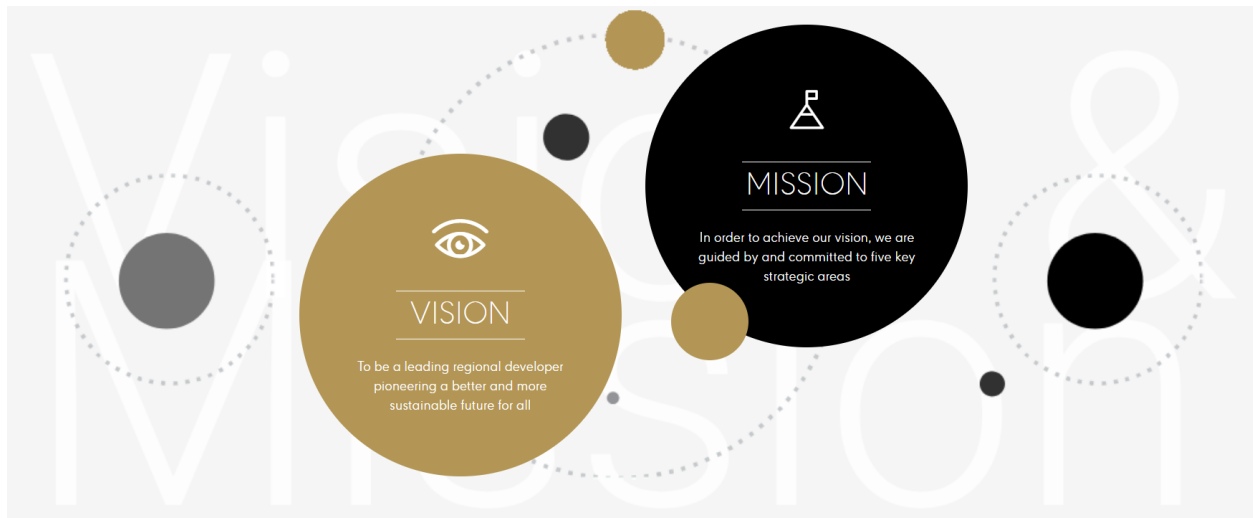 Vision &
Mission
VISION
To be a leading regional developer
pioneering a better and more
sustainable future for all
MISSION
In order to achieve our vision, we are
guided by and committed to five key
strategic areas